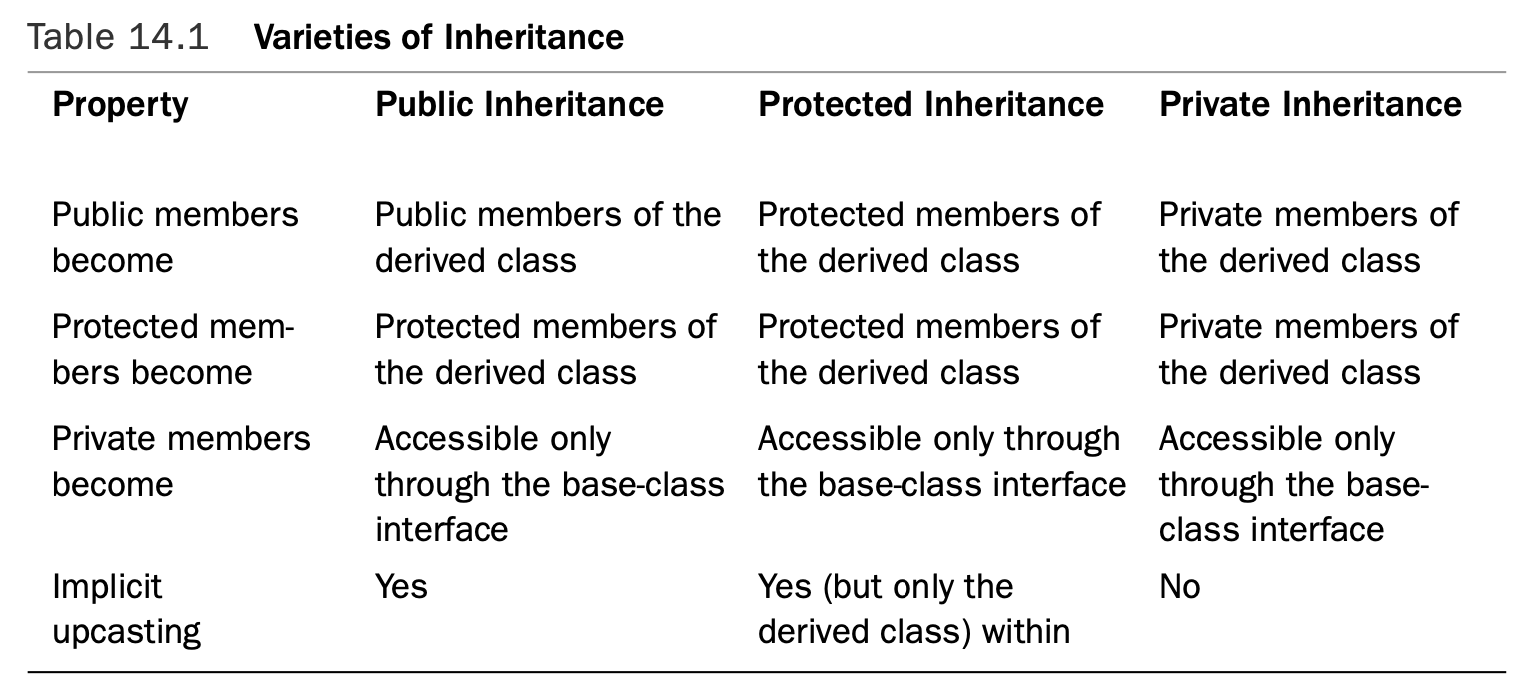 Table 14.1 Varieties of Inheritance
Property Public Inheritance Protected Inheritance Private Inheritance
Public members Public members of the Protected members of Private members of
become derived class the derived class the derived class
Protected mem- Protected members of Protected members of Private members of
bers become the derived class the derived class the derived class
Private members Accessible only Accessible only through Accessible only
become through the base-class the base-class interface through the base-
interface class interface
Implicit Yes Yes (but only the No
upcasting derived class) within